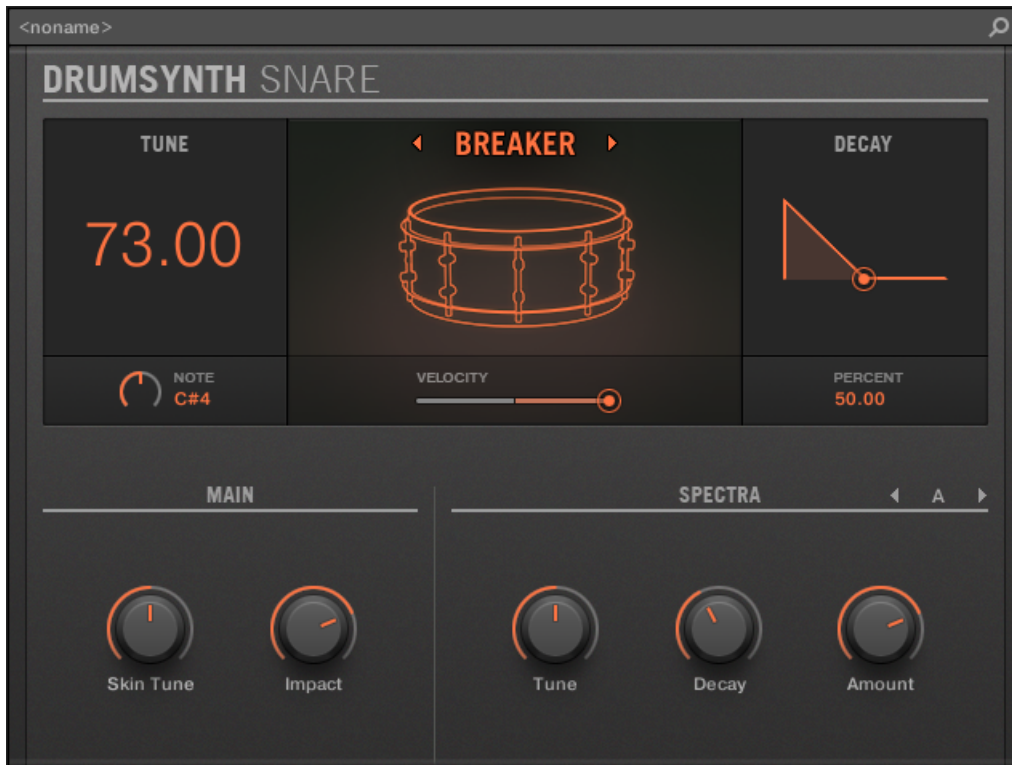 <noname>
DRUMSYNTH SNARE
TUNE
BREAKER
DECAY
73.00
NOTE
C#4
VELOCITY
PERCENT
50.00
MAIN
SPECTRA
A
Skin Tune
Impact
Tune
Decay
Amount